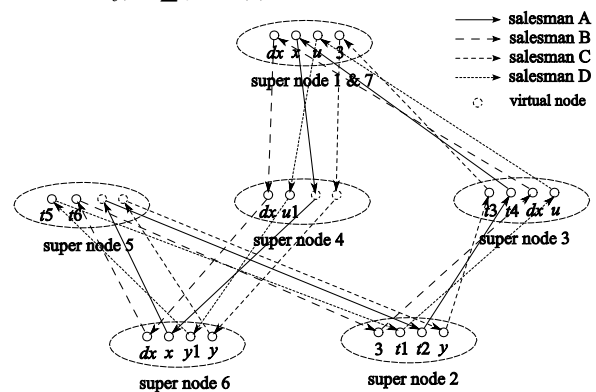 salesman A
salesman B
salesman C
salesman D
virtual node
dx x u 3
super node 1 & 7
dx u1
super node 4
t5 t6
super node 5
t3 t4 dx u
super node 3
dx x y1 y
super node 6
3 t1 t2 y
super node 2